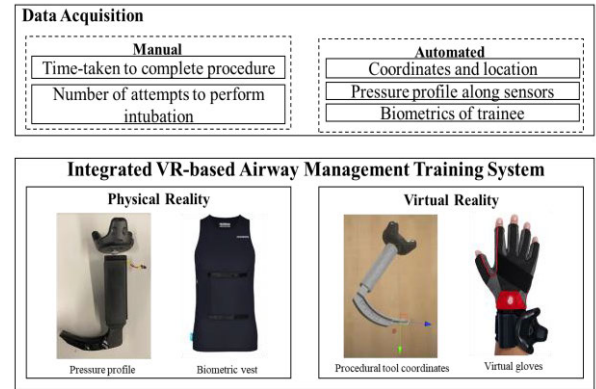 Data Acquisition
Manual
Time-taken to complete procedure
Number of attempts to perform
intubation
Automated
Coordinates and location
Pressure profile along sensors
Biometrics of trainee
Integrated VR-based Airway Management Training System
Physical Reality
Pressure profile
Biometric vest
Virtual Reality
Procedural tool coordinates
Virtual gloves